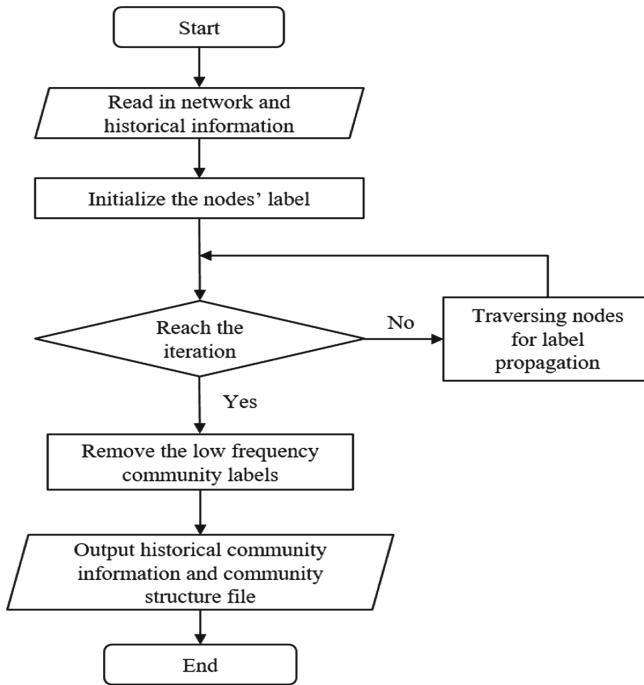 Start
Read in network and
historical information
Initialize the nodes' label
Reach the
iteration
No
Traversing nodes
for label
propagation
Yes
Remove the low frequency
community labels
Output historical community
information and community
structure file
End